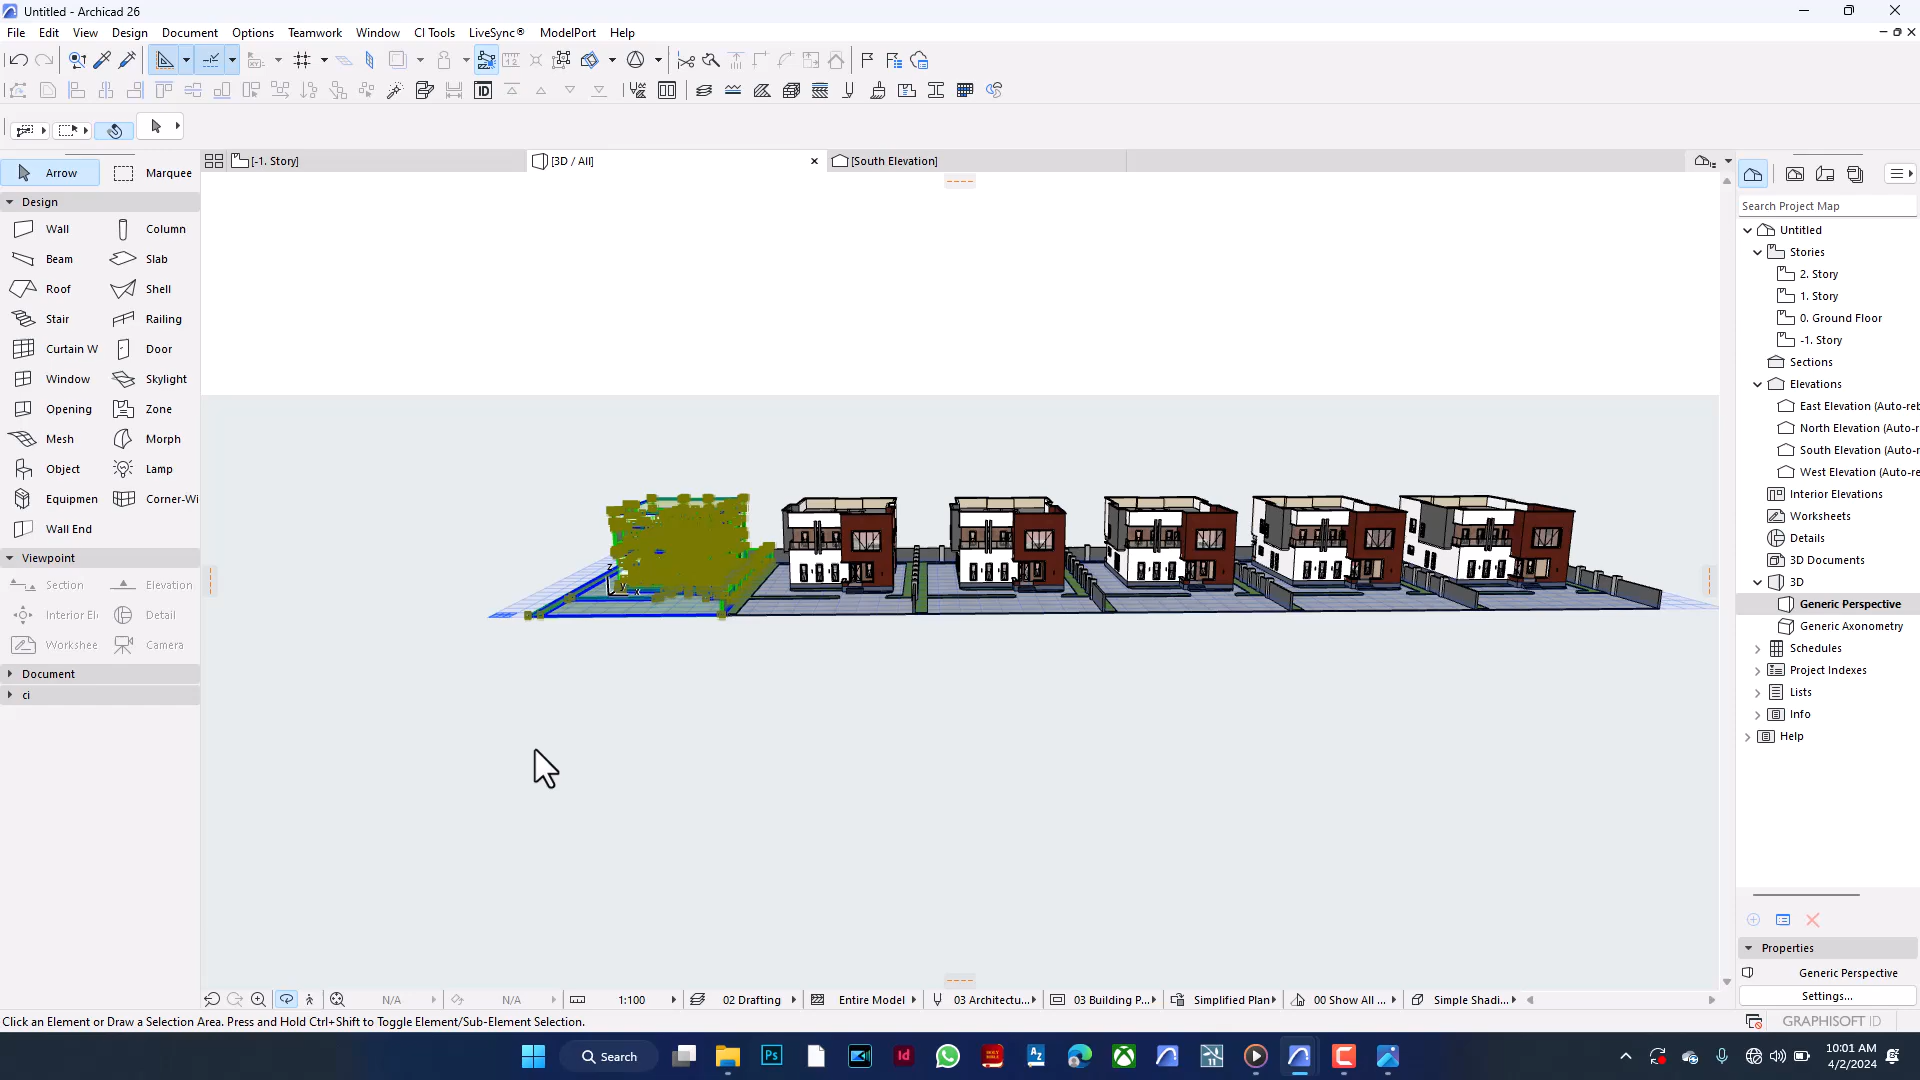 Untitled - Archicad 26
File Edit View Design Document Options Teamwork Window CI Tools LiveSync® ModelPort Help
[-1. Story] [3D / All] [South Elevation]
Arrow Marquee
Design
Wall Column
Beam Slab
Roof Shell
Stair Railing
Curtain W Door
Window Skylight
Opening Zone
Mesh Morph
Object Lamp
Equipmen Corner-Wi
Wall End
Viewpoint
Section Elevation
Interior El Detail
Workshee Camera
Document
ci
z
y x
Search Project Map
Untitled
Stories
2. Story
1. Story
0. Ground Floor
-1. Story
Sections
Elevations
East Elevation (Auto-reb
North Elevation (Auto-r
South Elevation (Auto-r
West Elevation (Auto-re
Interior Elevations
Worksheets
Details
3D Documents
3D
Generic Perspective
Generic Axonometry
Schedules
Project Indexes
Lists
Info
Help
Properties
Generic Perspective
Settings...
N/A N/A 1:100 02 Drafting Entire Model 03 Architectu... 03 Building P... Simplified Plan 00 Show All ... Simple Shadi...
Click an Element or Draw a Selection Area. Press and Hold Ctrl+Shift to Toggle Element/Sub-Element Selection.
GRAPHISOFT ID
Search
Ps
Id
HOLY BIBLE
A Z
10:01 AM
4/2/2024